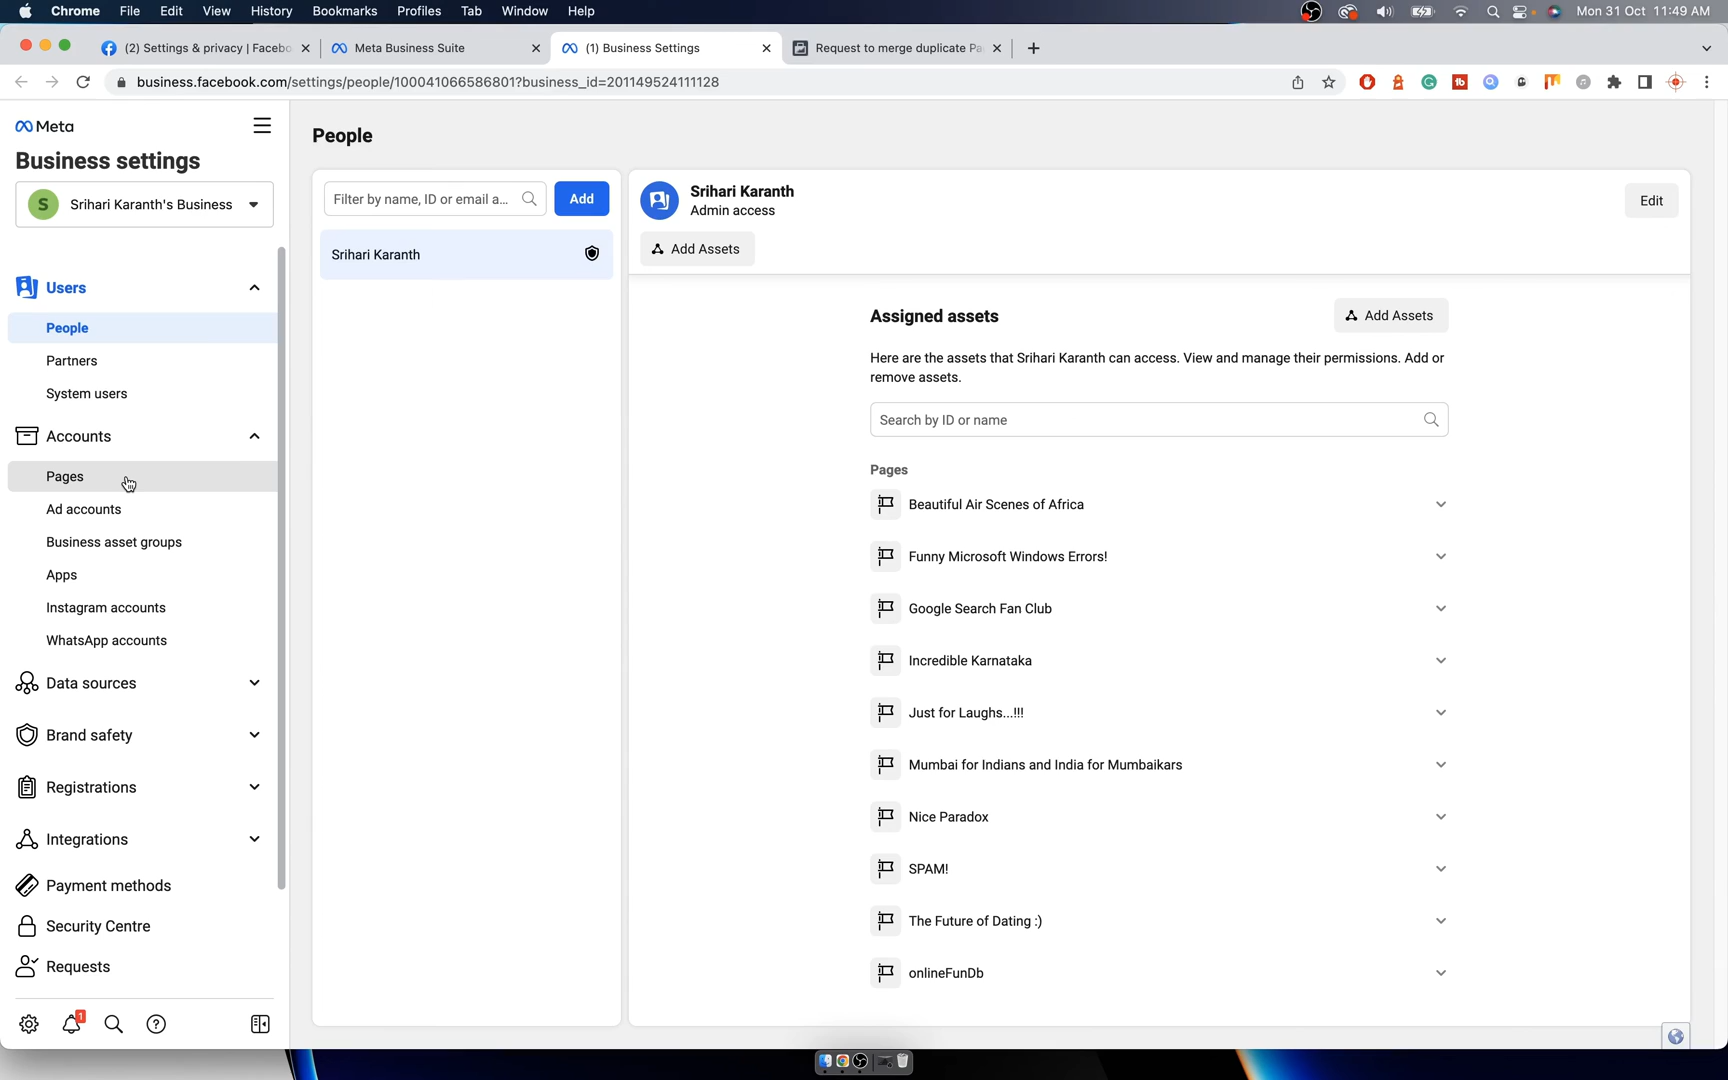 Chrome File Edit View History Bookmarks Profiles Tab Window Help Mon 31 Oct 11:49 AM
(2) Settings & privacy | Facebo
Meta Business Suite
(1) Business Settings
Request to merge duplicate Pa
business.facebook.com/settings/people/100041066586801?business_id=201149524111128
Meta
Business settings
S Srihari Karanth's Business
Users
People
Partners
System users
Accounts
Pages
Ad accounts
Business asset groups
Apps
Instagram accounts
WhatsApp accounts
Data sources
Brand safety
Registrations
Integrations
Payment methods
Security Centre
Requests
1
People
Filter by name, ID or email a...
Add
Srihari Karanth
Srihari Karanth
Admin access
Edit
Add Assets
Assigned assets
Add Assets
Here are the assets that Srihari Karanth can access. View and manage their permissions. Add or
remove assets.
Search by ID or name
Pages
Beautiful Air Scenes of Africa
Funny Microsoft Windows Errors!
Google Search Fan Club
Incredible Karnataka
Just for Laughs...!!!
Mumbai for Indians and India for Mumbaikars
Nice Paradox
SPAM!
The Future of Dating :)
onlineFunDb